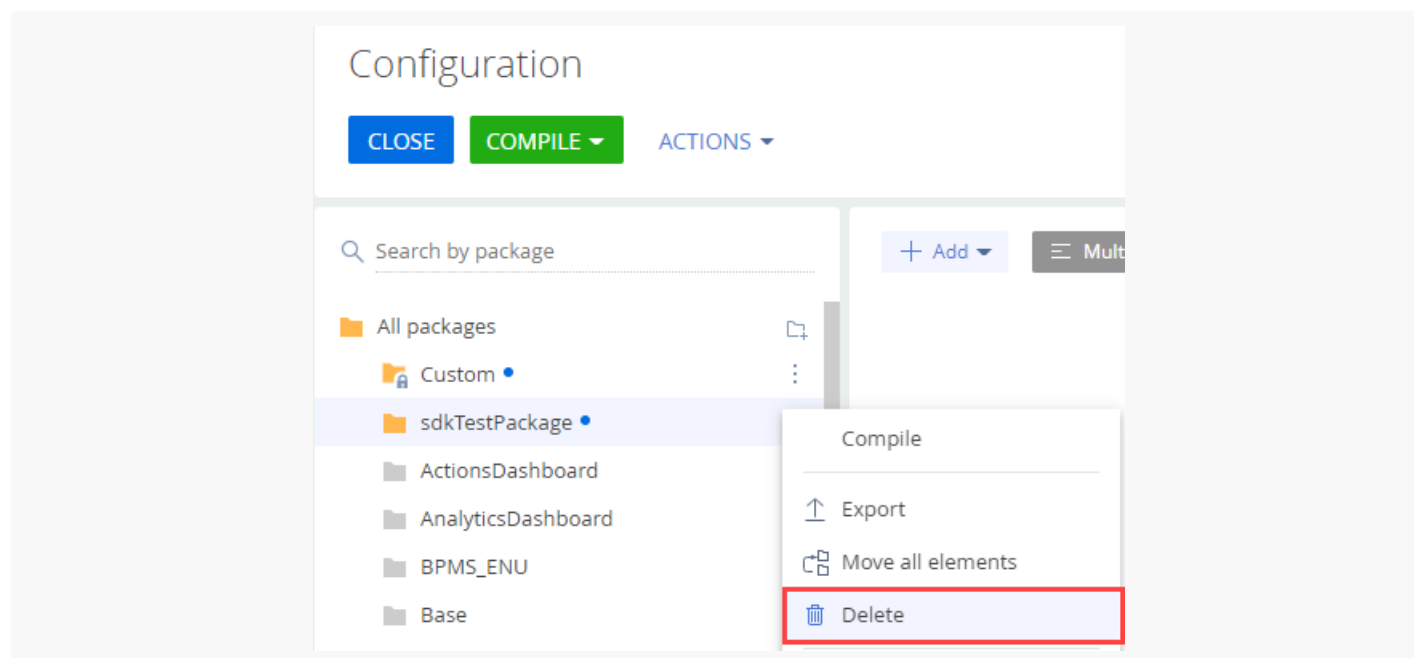 Configuration
CLOSE COMPILE ACTIONS
Search by package
Add Mult
All packages
Custom
sdkTestPackage
Compile
ActionsDashboard
Export
AnalyticsDashboard
Move all elements
BPMS_ENU
Delete
Base